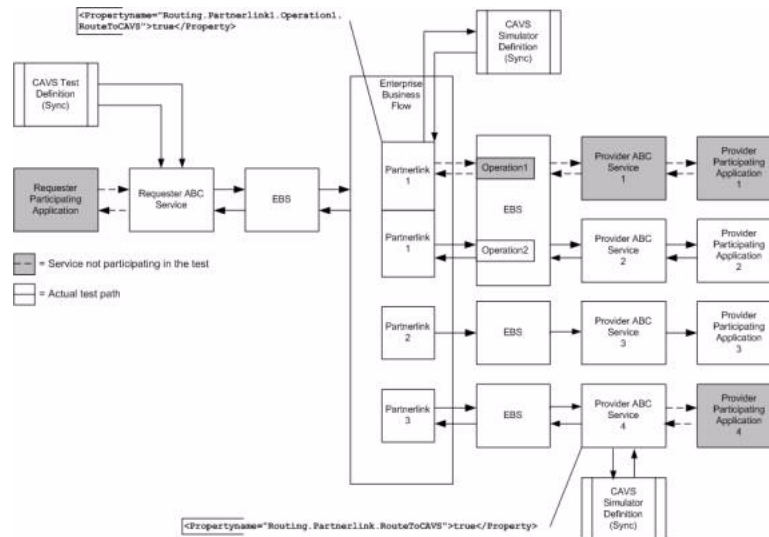 <Propertyname="Routing.Partnerlink1.Operation1.
RouteToCAVS">true</Property>
CAVS
Simulator
Definition
(Sync)
CAVS Test
Definition
(Sync)
Enterprise
Business
Flow
Requester
Participating
Application
Requester ABC
Service
EBS
Partnerlink
1
Operation1
EBS
Provider ABC
Service
1
Provider
Participating
Application
1
Partnerlink
1
Operation2
Provider ABC
Service
2
Provider
Participating
Application
2
= Service not participating in the test
= Actual test path
Partnerlink
2
EBS
Provider ABC
Service
3
Provider
Participating
Application
3
Partnerlink
3
EBS
Provider ABC
Service
4
Provider
Participating
Application
4
CAVS
Simulator
Definition
(Sync)
<Propertyname="Routing.Partnerlink.RouteToCAVS">true</Property>